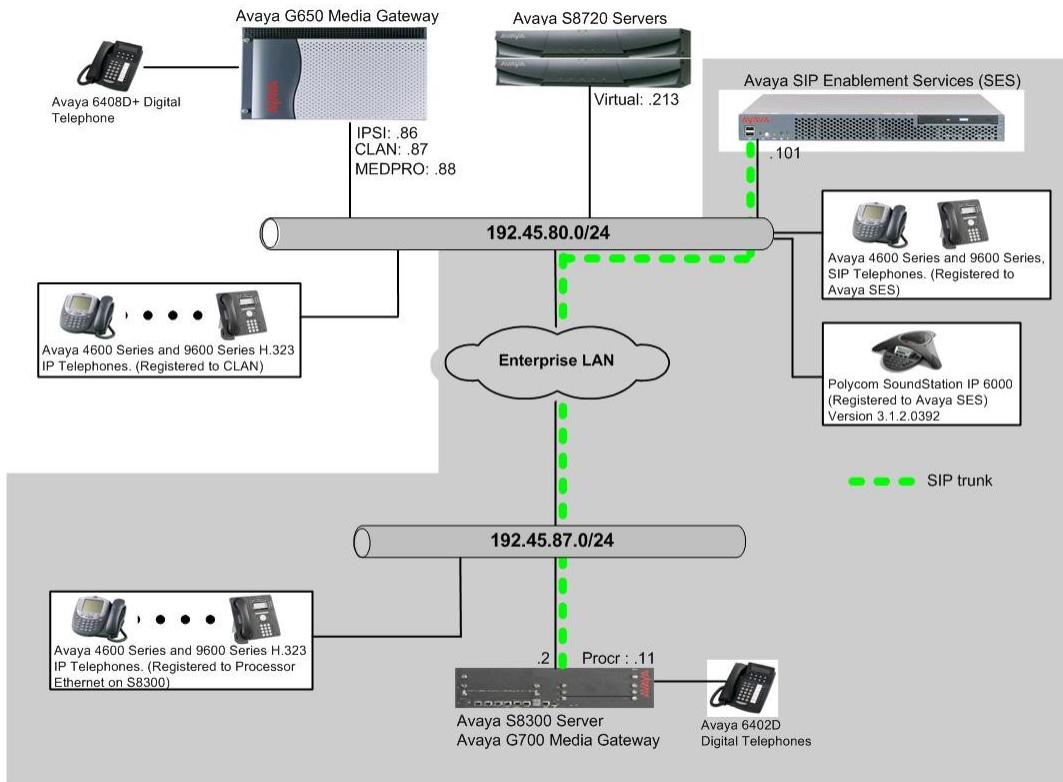 Avaya G650 Media Gateway
Avaya S8720 Servers
Avaya SIP Enablement Services (SES)
Avaya 6408D+ Digital
Telephone
AVAYA
AVAYA
AVAYA
AVAYA
Virtual: .213
IPSI: .86
CLAN: .87
MEDPRO: .88
.101
192.45.80.0/24
Avaya 4600 Series and 9600 Series,
SIP Telephones. (Registered to
Avaya SES)
Avaya 4600 Series and 9600 Series H.323
IP Telephones. (Registered to CLAN)
Enterprise LAN
Polycom SoundStation IP 6000
(Registered to Avaya SES)
Version 3.1.2.0392
SIP trunk
192.45.87.0/24
Avaya 4600 Series and 9600 Series H.323
IP Telephones. (Registered to Processor
Ethernet on S8300)
.2
Procr : .11
AVAYA
Avaya S8300 Server
Avaya G700 Media Gateway
Avaya 6402D
Digital Telephones